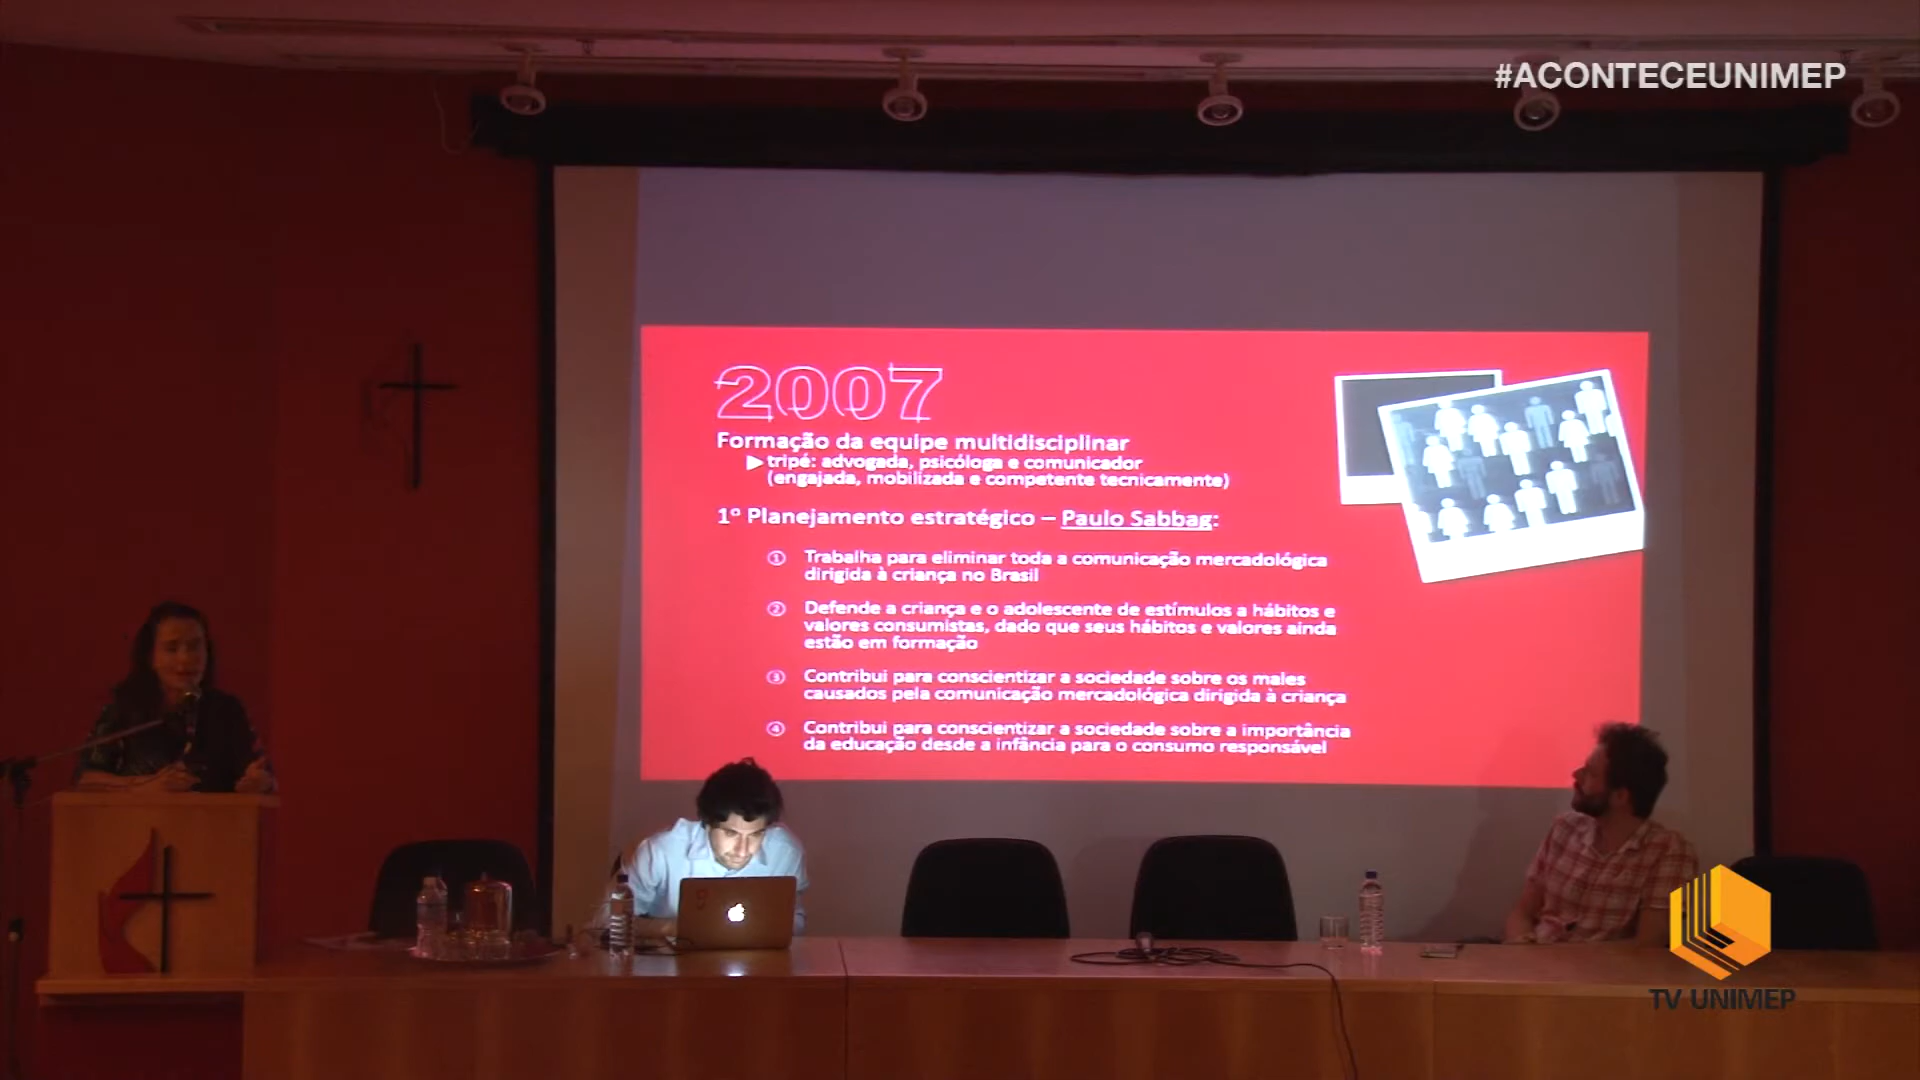 #ACONTECEUNIMEP
2007
Formação da equipe multidisciplinar
tripé: advogada, psicóloga e comunicador
(engajada, mobilizada e competente tecnicamente)
1º Planejamento estratégico – Paulo Sabbag:
1 Trabalha para eliminar toda a comunicação mercadológica
dirigida à criança no Brasil
2 Defende a criança e o adolescente de estímulos a hábitos e
valores consumistas, dado que seus hábitos e valores ainda
estão em formação
3 Contribui para conscientizar a sociedade sobre os males
causados pela comunicação mercadológica dirigida à criança
4 Contribui para conscientizar a sociedade sobre a importância
da educação desde a infância para o consumo responsável
TV UNIMEP